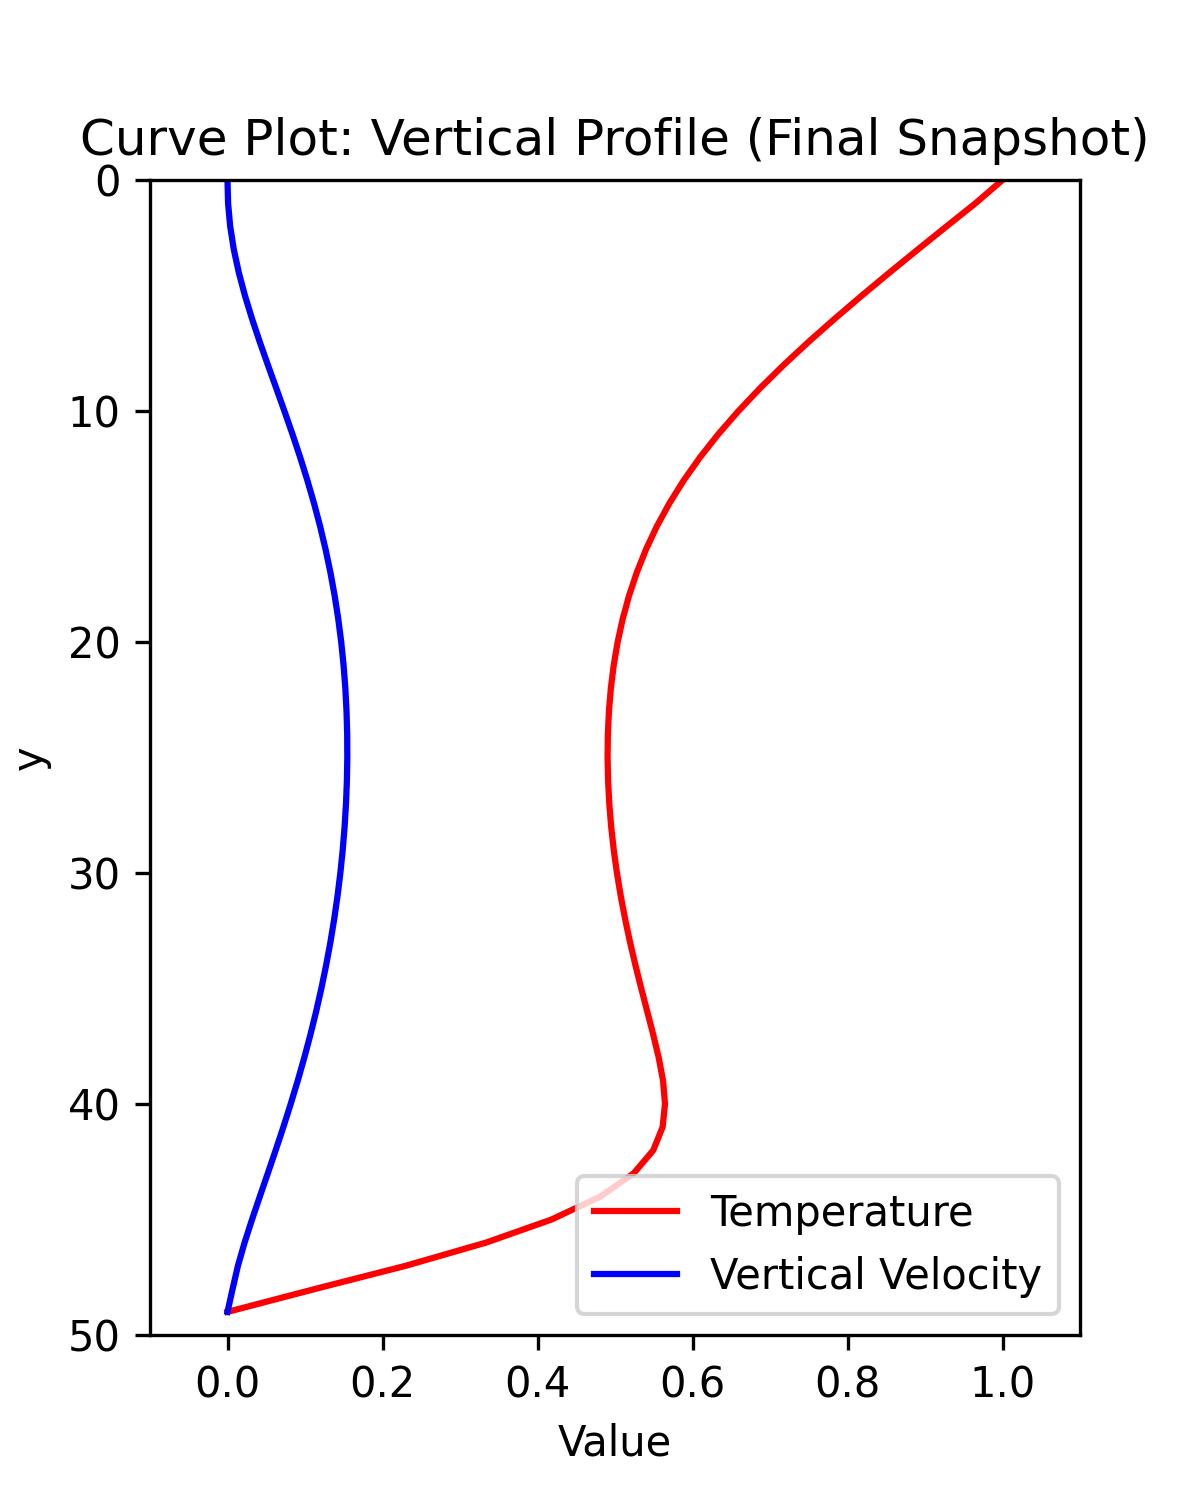 Curve Plot: Vertical Profile (Final Snapshot)
0
10
20
30
40
50
y
Temperature
Vertical Velocity
0.0 0.2 0.4 0.6 0.8 1.0
Value